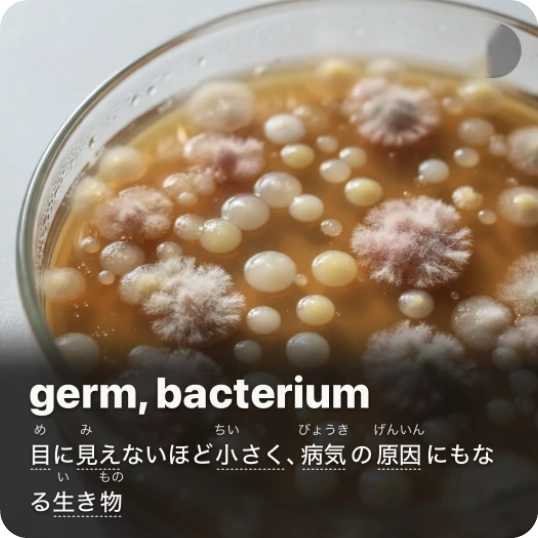 germ, bacterium
め み ちい びょうき げんいん
目に見えないほど小さく、病気の原因にもな
い もの
る生き物